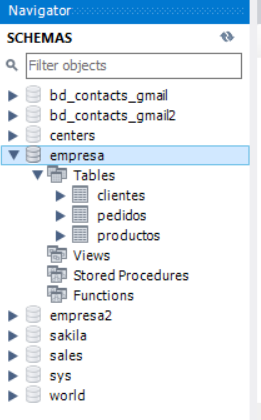 Navigator
SCHEMAS
Filter objects
bd_contacts_gmail
bd_contacts_gmail2
centers
empresa
Tables
clientes
pedidos
productos
Views
Stored Procedures
Functions
empresa2
sakila
sales
sys
world